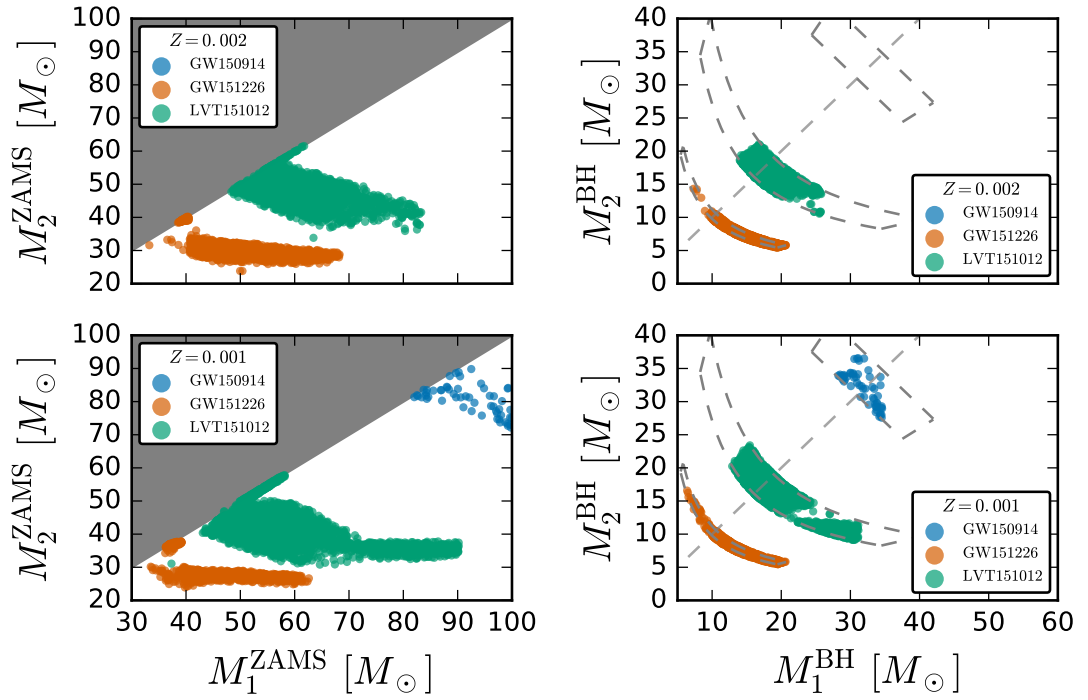 100
90
80
70
60
50
40
30
20
M_2^ZAMS [M_⊙]
Z = 0.002
GW150914
GW151226
LVT151012
40
35
30
25
20
15
10
5
0
M_2^BH [M_⊙]
Z = 0.002
GW150914
GW151226
LVT151012
100
90
80
70
60
50
40
30
20
M_2^ZAMS [M_⊙]
Z = 0.001
GW150914
GW151226
LVT151012
30 40 50 60 70 80 90 100
M_1^ZAMS [M_⊙]
40
35
30
25
20
15
10
5
0
M_2^BH [M_⊙]
Z = 0.001
GW150914
GW151226
LVT151012
10 20 30 40 50 60
M_1^BH [M_⊙]